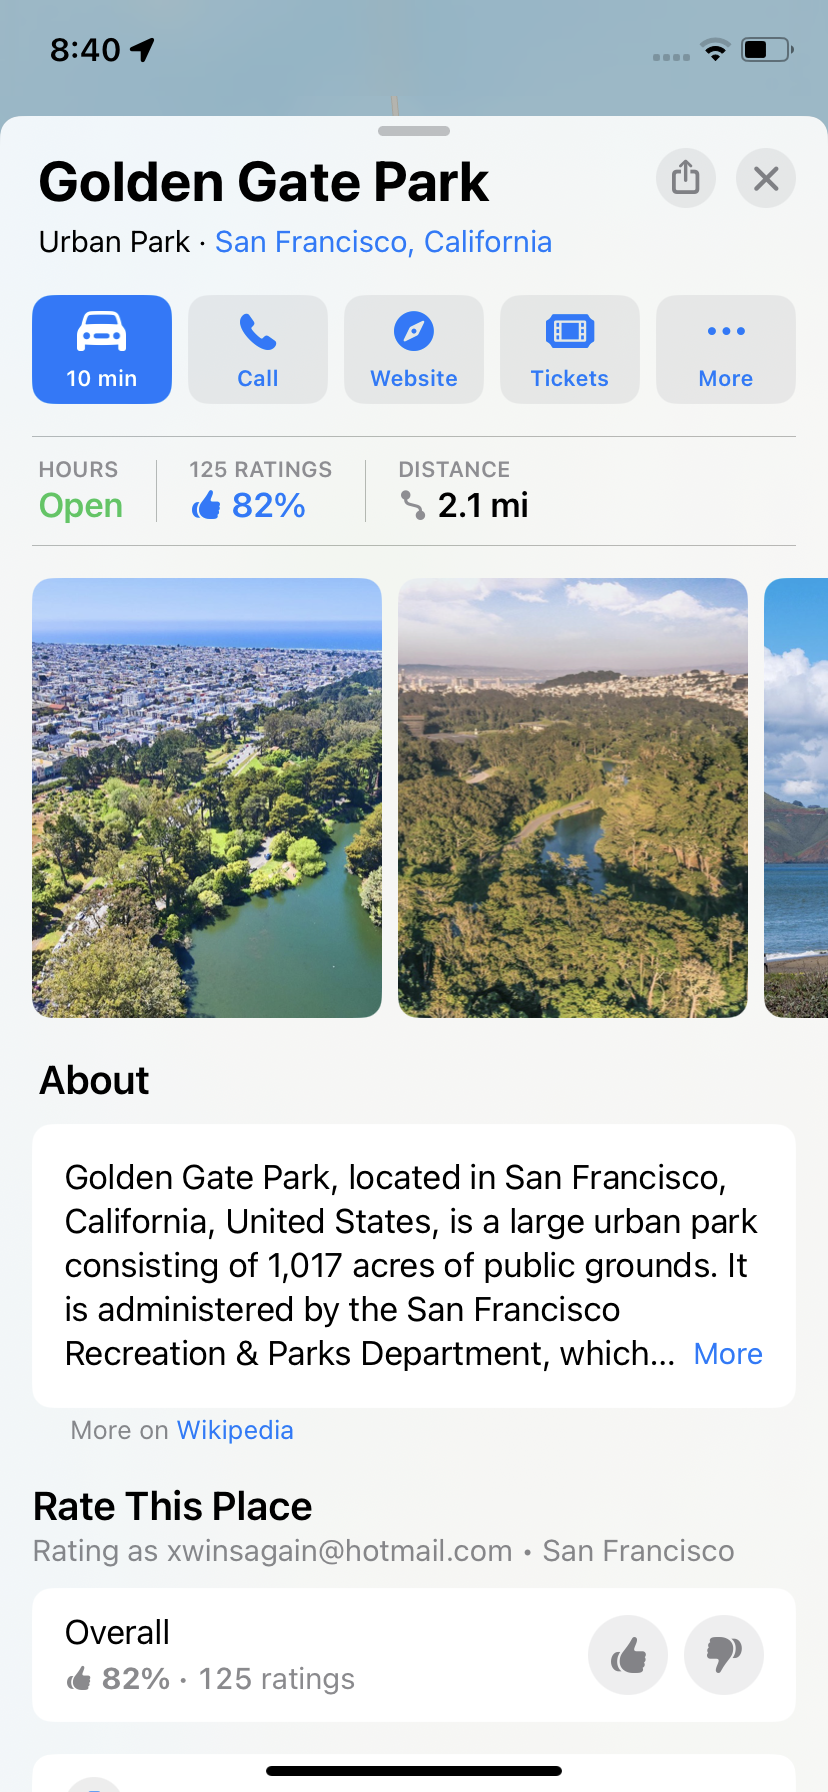 8:40
Golden Gate Park
Urban Park · San Francisco, California
10 min
Call
Website
Tickets
More
HOURS
Open
125 RATINGS
82%
DISTANCE
2.1 mi
About
Golden Gate Park, located in San Francisco,
California, United States, is a large urban park
consisting of 1,017 acres of public grounds. It
is administered by the San Francisco
Recreation & Parks Department, which... More
More on Wikipedia
Rate This Place
Rating as xwinsagain@hotmail.com • San Francisco
Overall
82% · 125 ratings